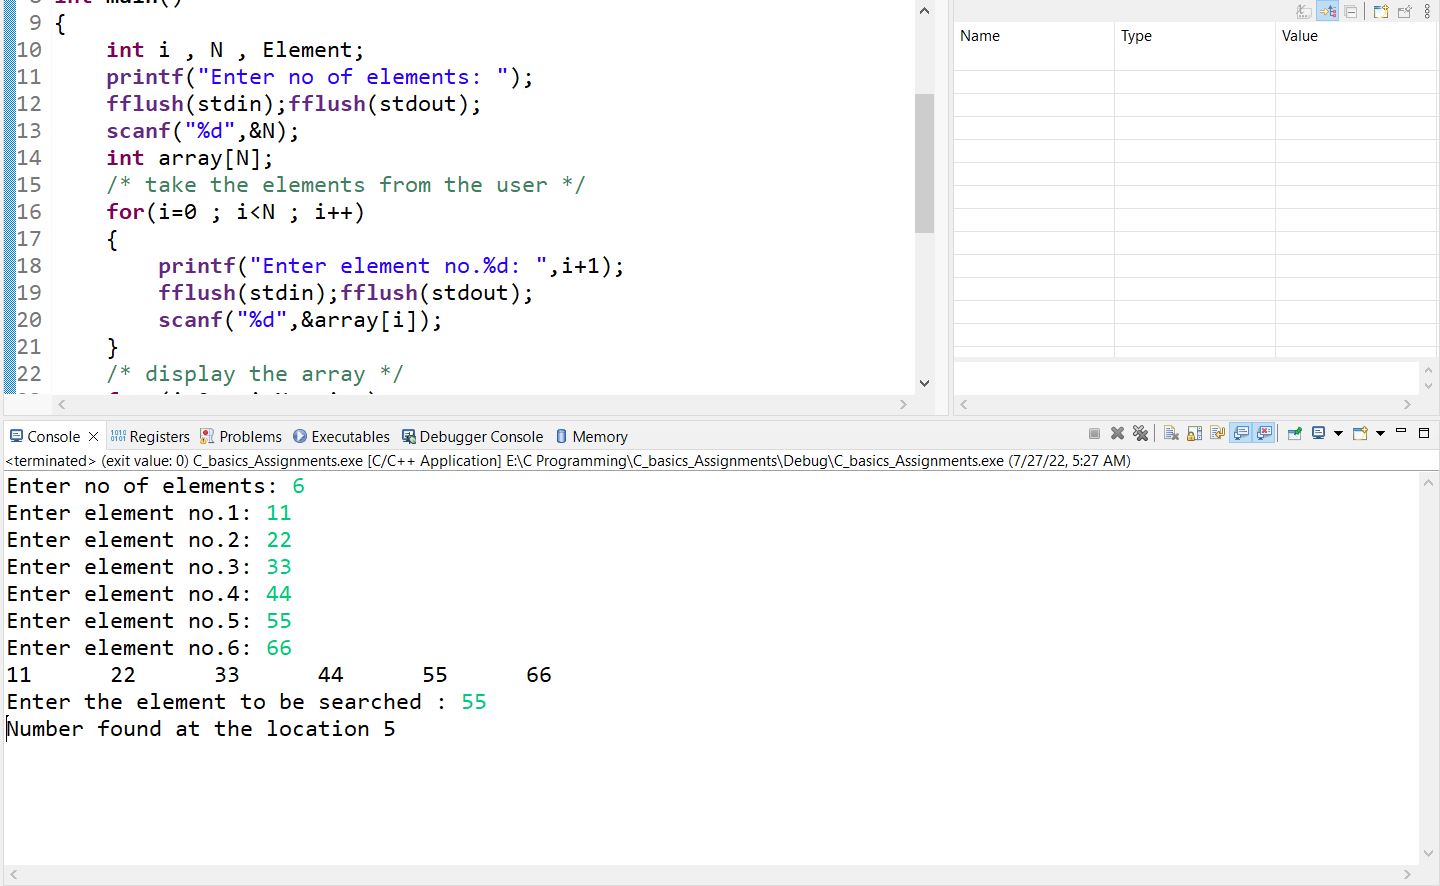 int main()
9 {
10 int i , N , Element;
11 printf("Enter no of elements: ");
12 fflush(stdin);fflush(stdout);
13 scanf("%d",&N);
14 int array[N];
15 /* take the elements from the user */
16 for(i=0 ; i<N ; i++)
17 {
18 printf("Enter element no.%d: ",i+1);
19 fflush(stdin);fflush(stdout);
20 scanf("%d",&array[i]);
21 }
22 /* display the array */
Name Type Value
Console Registers Problems Executables Debugger Console Memory
<terminated> (exit value: 0) C_basics_Assignments.exe [C/C++ Application] E:\C Programming\C_basics_Assignments\Debug\C_basics_Assignments.exe (7/27/22, 5:27 AM)
Enter no of elements: 6
Enter element no.1: 11
Enter element no.2: 22
Enter element no.3: 33
Enter element no.4: 44
Enter element no.5: 55
Enter element no.6: 66
11 22 33 44 55 66
Enter the element to be searched : 55
Number found at the location 5